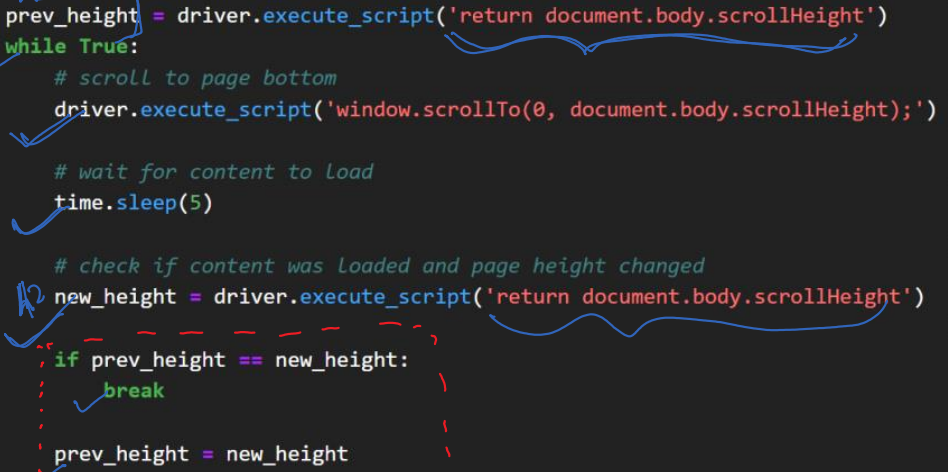 prev_height = driver.execute_script('return document.body.scrollHeight')
while True:
    # scroll to page bottom
    driver.execute_script('window.scrollTo(0, document.body.scrollHeight);')

    # wait for content to load
    time.sleep(5)

    # check if content was loaded and page height changed
    new_height = driver.execute_script('return document.body.scrollHeight')

    if prev_height == new_height:
        break

    prev_height = new_height